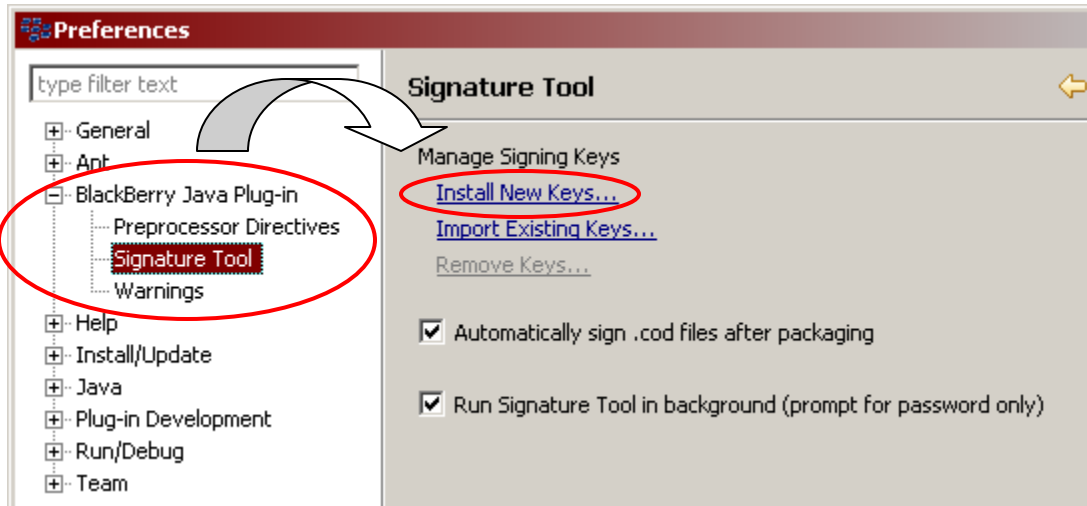 Preferences
type filter text
General
Ant
BlackBerry Java Plug-in
Preprocessor Directives
Signature Tool
Warnings
Help
Install/Update
Java
Plug-in Development
Run/Debug
Team
Signature Tool
Manage Signing Keys
Install New Keys...
Import Existing Keys...
Remove Keys...
Automatically sign .cod files after packaging
Run Signature Tool in background (prompt for password only)